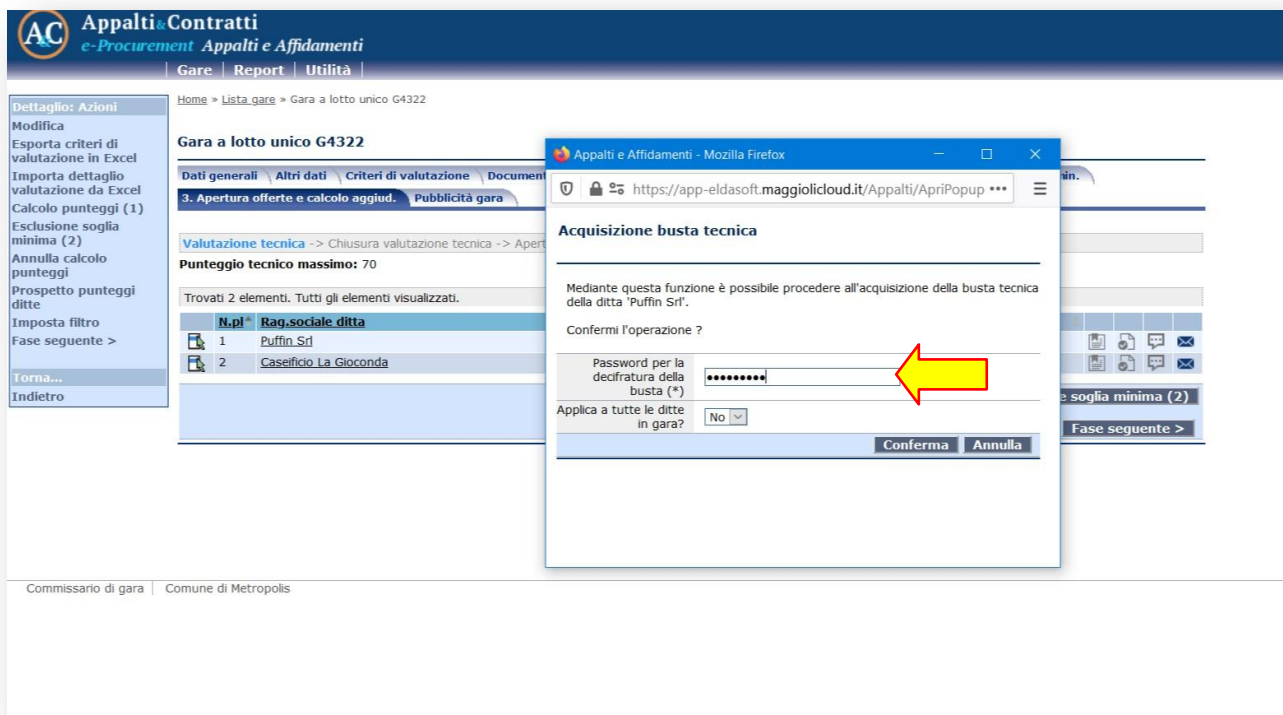 A&C
Appalti&Contratti
e-Procurement Appalti e Affidamenti
Gare | Report | Utilità |
Dettaglio: Azioni
Modifica
Esporta criteri di
valutazione in Excel
Importa dettaglio
valutazione da Excel
Calcolo punteggi (1)
Esclusione soglia
minima (2)
Annulla calcolo
punteggi
Prospetto punteggi
ditte
Imposta filtro
Fase seguente >
Torna...
Indietro
Home » Lista gare » Gara a lotto unico G4322
Gara a lotto unico G4322
Dati generali Altri dati Criteri di valutazione Document
3. Apertura offerte e calcolo aggiud. Pubblicità gara
Valutazione tecnica -> Chiusura valutazione tecnica -> Apert
Punteggio tecnico massimo: 70
Trovati 2 elementi. Tutti gli elementi visualizzati.
N.pl Rag.sociale ditta
1 Puffin Srl
2 Caseificio La Gioconda
e soglia minima (2)
Fase seguente >
Appalti e Affidamenti - Mozilla Firefox
https://app-eldasoft.maggiolicloud.it/Appalti/ApriPopup •••
Acquisizione busta tecnica
Mediante questa funzione è possibile procedere all'acquisizione della busta tecnica
della ditta 'Puffin Srl'.
Confermi l'operazione ?
Password per la
decifratura della
busta (*)
•••••••••
Applica a tutte le ditte
in gara?
No
Conferma Annulla
Commissario di gara | Comune di Metropolis